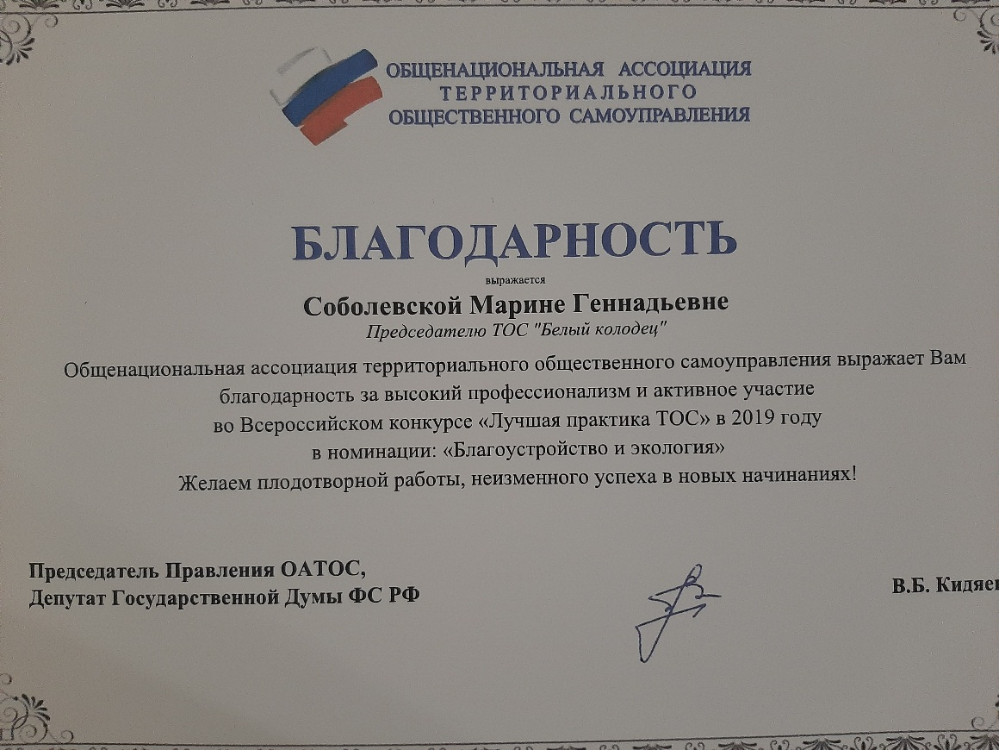 ОБЩЕНАЦИОНАЛЬНАЯ АССОЦИАЦИЯ
ТЕРРИТОРИАЛЬНОГО
ОБЩЕСТВЕННОГО САМОУПРАВЛЕНИЯ
БЛАГОДАРНОСТЬ
выражается
Соболевской Марине Геннадьевне
Председателю ТОС "Белый колодец"
Общенациональная ассоциация территориального общественного самоуправления выражает Вам
благодарность за высокий профессионализм и активное участие
во Всероссийском конкурсе «Лучшая практика ТОС» в 2019 году
в номинации: «Благоустройство и экология»
Желаем плодотворной работы, неизменного успеха в новых начинаниях!
Председатель Правления ОАТОС,
Депутат Государственной Думы ФС РФ
В.Б.